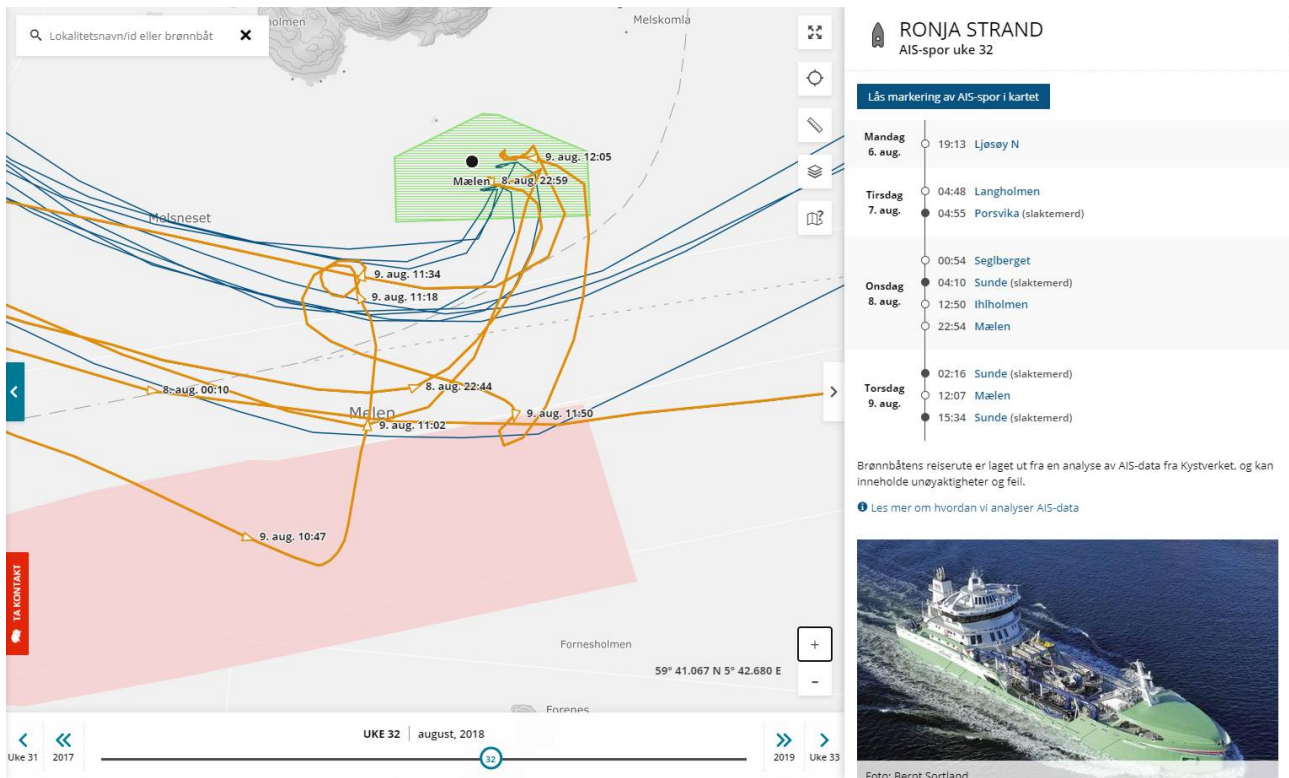 holmen
Melskomla
Lokalitetsnavn/id eller brønnbåt
9. aug. 12:05
Mælen
8. aug. 22:59
Melsneset
9. aug. 11:34
9. aug. 11:18
8. aug. 00:10
8. aug. 22:44
Mælen
9. aug. 11:50
9. aug. 11:02
9. aug. 10:47
TA KONTAKT
Fornesholmen
59° 41.067 N 5° 42.680 E
+
-
Forenes
UKE 32 | august, 2018
Uke 31
2017
32
2019
Uke 33
RONJA STRAND
AIS-spor uke 32
Lås markering av AIS-spor i kartet
Mandag
6. aug.
19:13 Ljøsøy N
Tirsdag
7. aug.
04:48 Langholmen
04:55 Porsvika (slaktemerd)
Onsdag
8. aug.
00:54 Seglberget
04:10 Sunde (slaktemerd)
12:50 Ihlholmen
22:54 Mælen
Torsdag
9. aug.
02:16 Sunde (slaktemerd)
12:07 Mælen
15:34 Sunde (slaktemerd)
Brønnbåtens reiserute er laget ut fra en analyse av AIS-data fra Kystverket, og kan
inneholde unøyaktigheter og feil.
Les mer om hvordan vi analyser AIS-data
Foto: Bernt Sortland